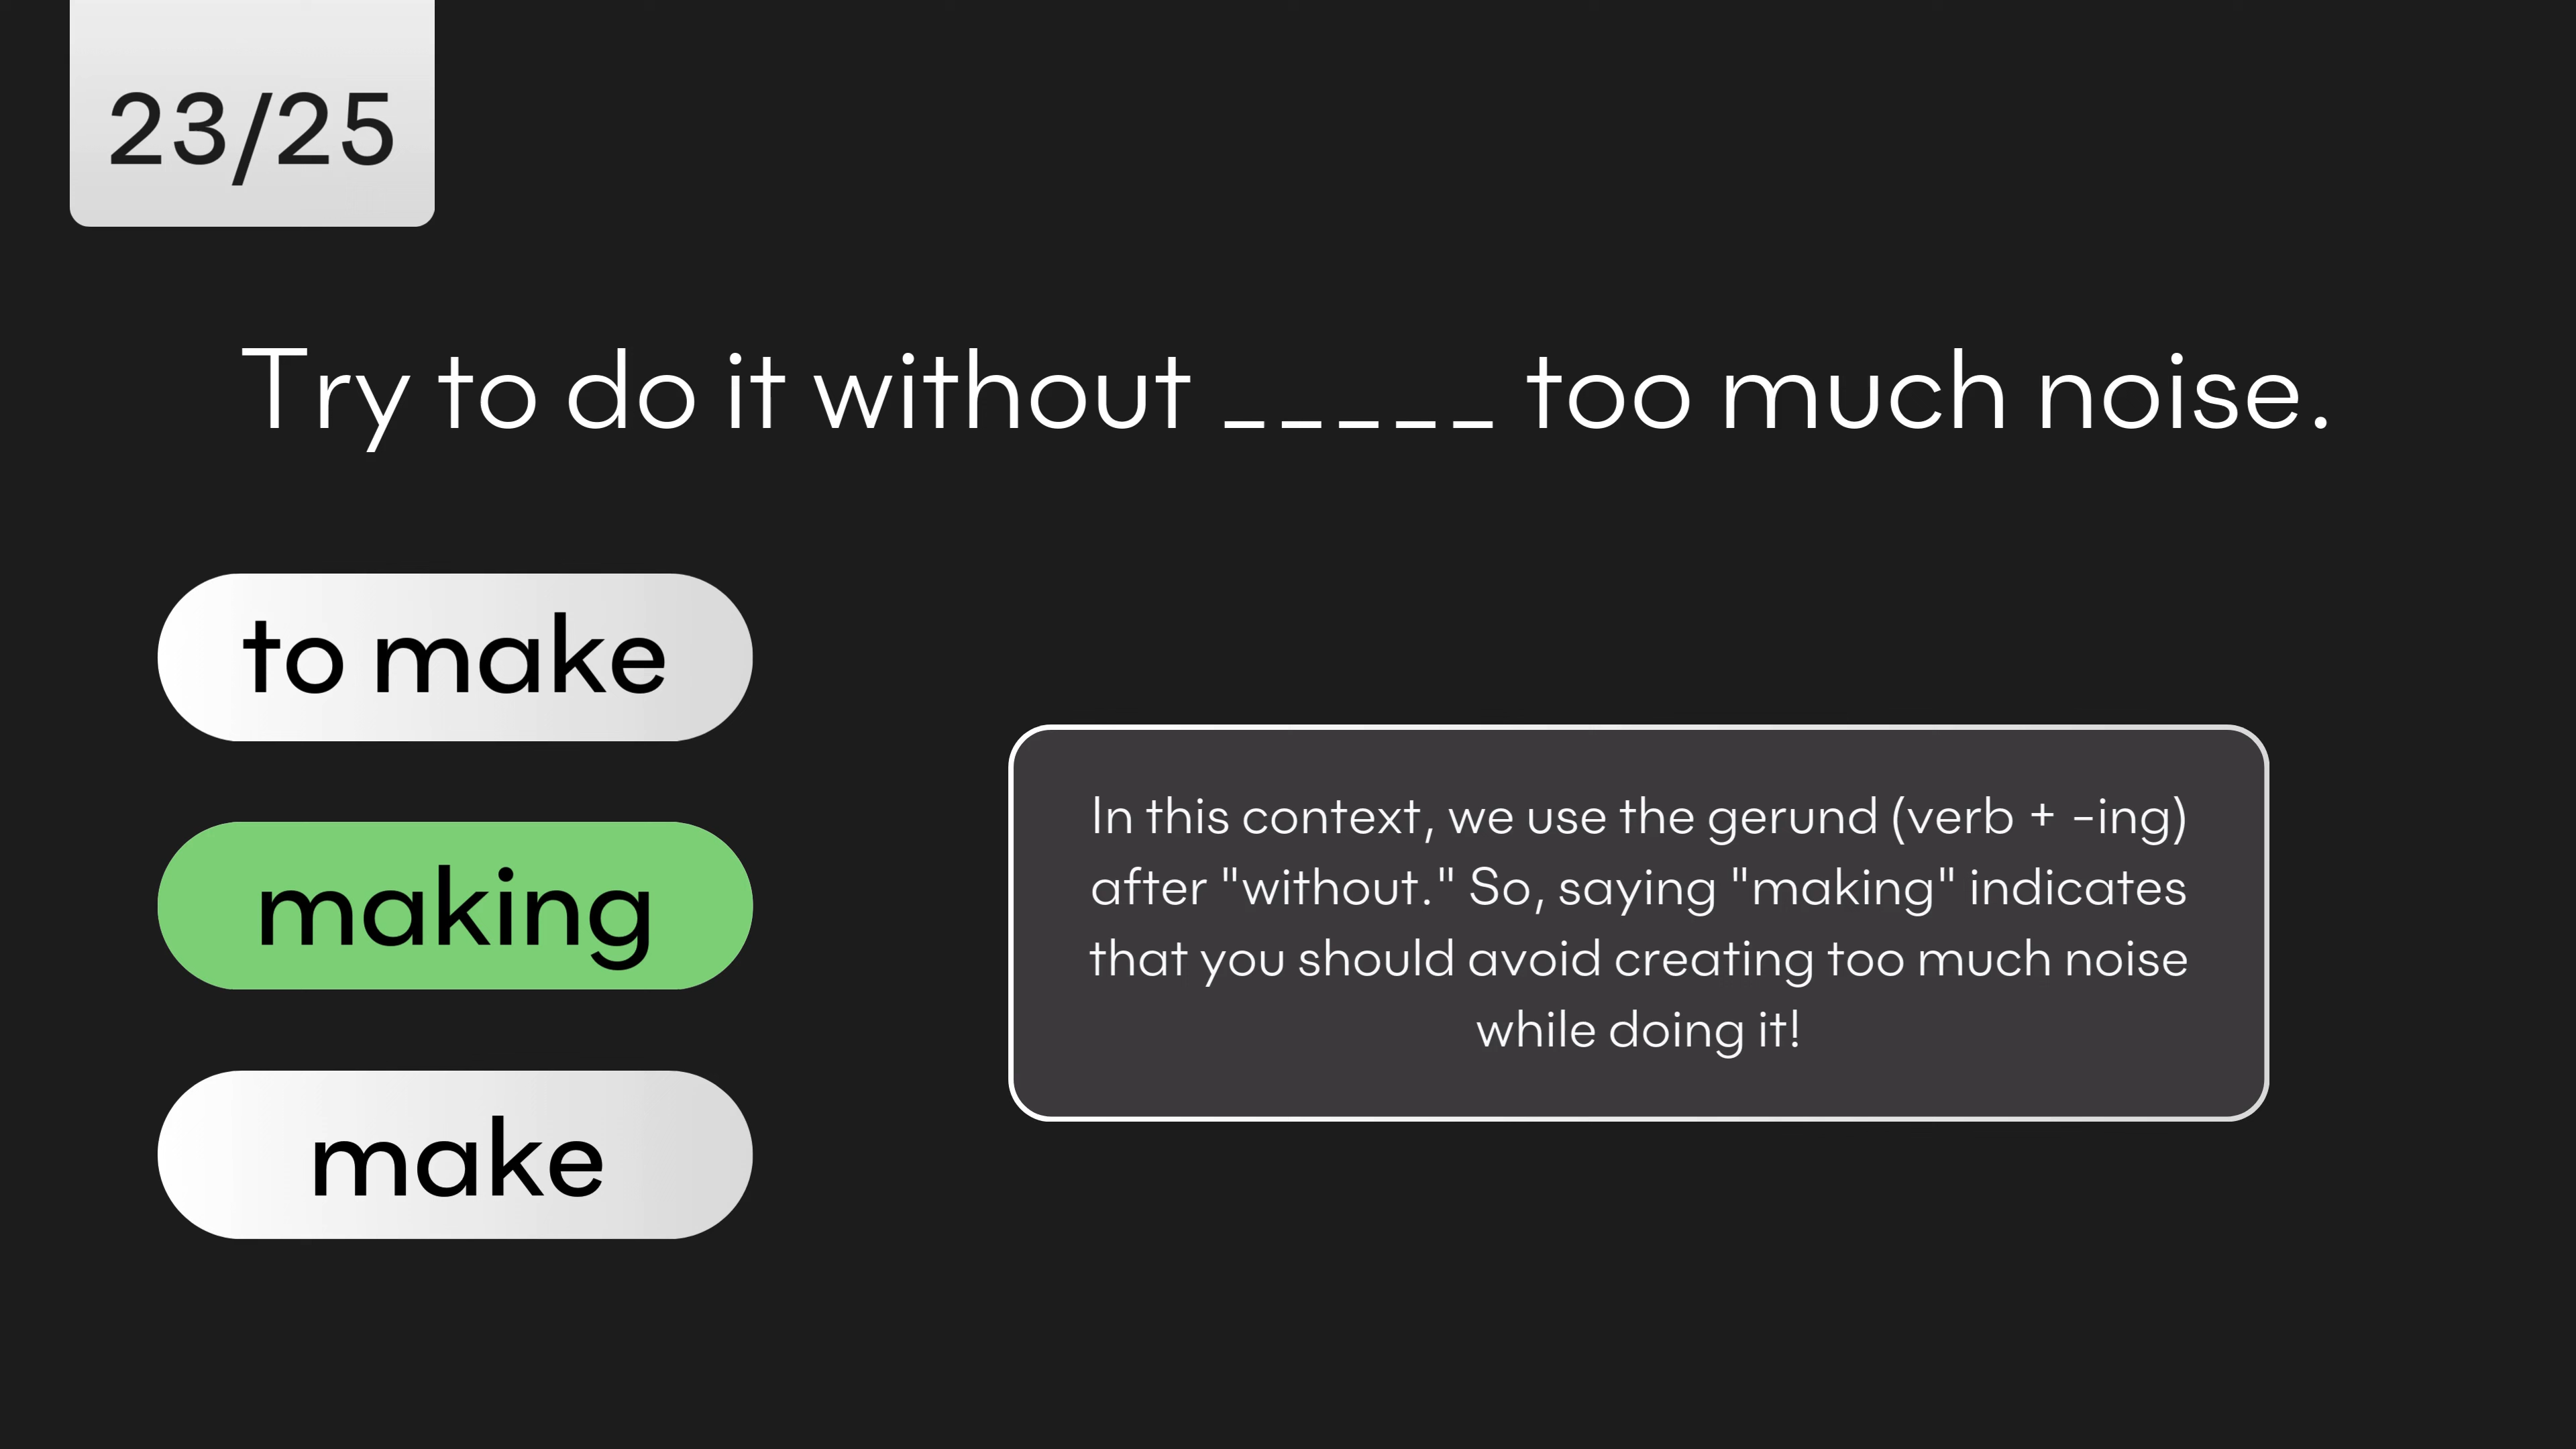 23/25
Try to do it without _____ too much noise.
to make
making
make
In this context, we use the gerund (verb + -ing)
after "without." So, saying "making" indicates
that you should avoid creating too much noise
while doing it!